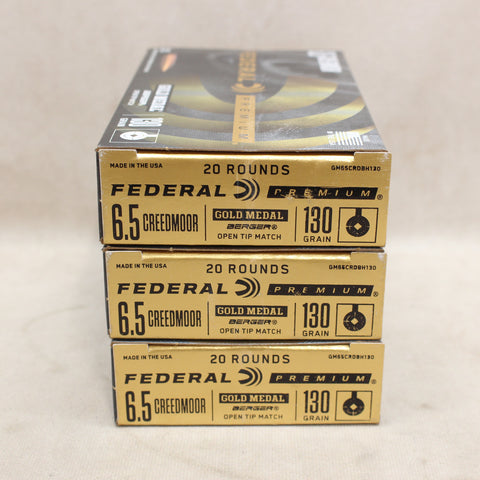 FEDERAL
PREMIUM
130
MADE IN THE USA
20 ROUNDS
GM65CRDBH130
FEDERAL PREMIUM
6.5 CREEDMOOR
GOLD MEDAL
BERGER
OPEN TIP MATCH
130
GRAIN
MADE IN THE USA
20 ROUNDS
GM65CRDBH130
FEDERAL PREMIUM
6.5 CREEDMOOR
GOLD MEDAL
BERGER
OPEN TIP MATCH
130
GRAIN
MADE IN THE USA
20 ROUNDS
GM65CRDBH130
FEDERAL PREMIUM
6.5 CREEDMOOR
GOLD MEDAL
BERGER
OPEN TIP MATCH
130
GRAIN